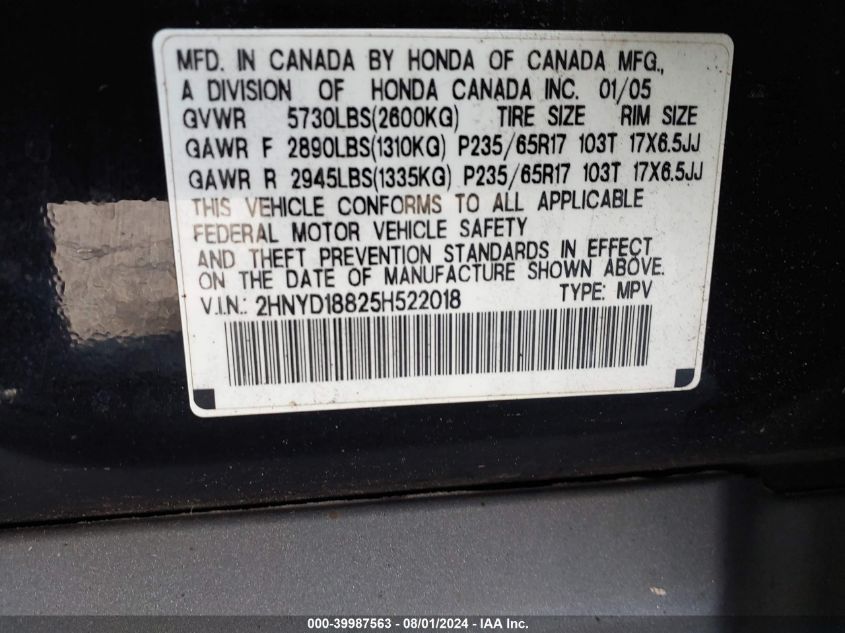 MFD. IN CANADA BY HONDA OF CANADA MFG.,
A DIVISION OF HONDA CANADA INC. 01/05
GVWR 5730LBS(2600KG) TIRE SIZE RIM SIZE
GAWR F 2890LBS(1310KG) P235/65R17 103T 17X6.5JJ
GAWR R 2945LBS(1335KG) P235/65R17 103T 17X6.5JJ
THIS VEHICLE CONFORMS TO ALL APPLICABLE
FEDERAL MOTOR VEHICLE SAFETY
AND THEFT PREVENTION STANDARDS IN EFFECT
ON THE DATE OF MANUFACTURE SHOWN ABOVE.
V.I.N.: 2HNYD18825H522018 TYPE: MPV
000-39987563 - 08/01/2024 - IAA Inc.